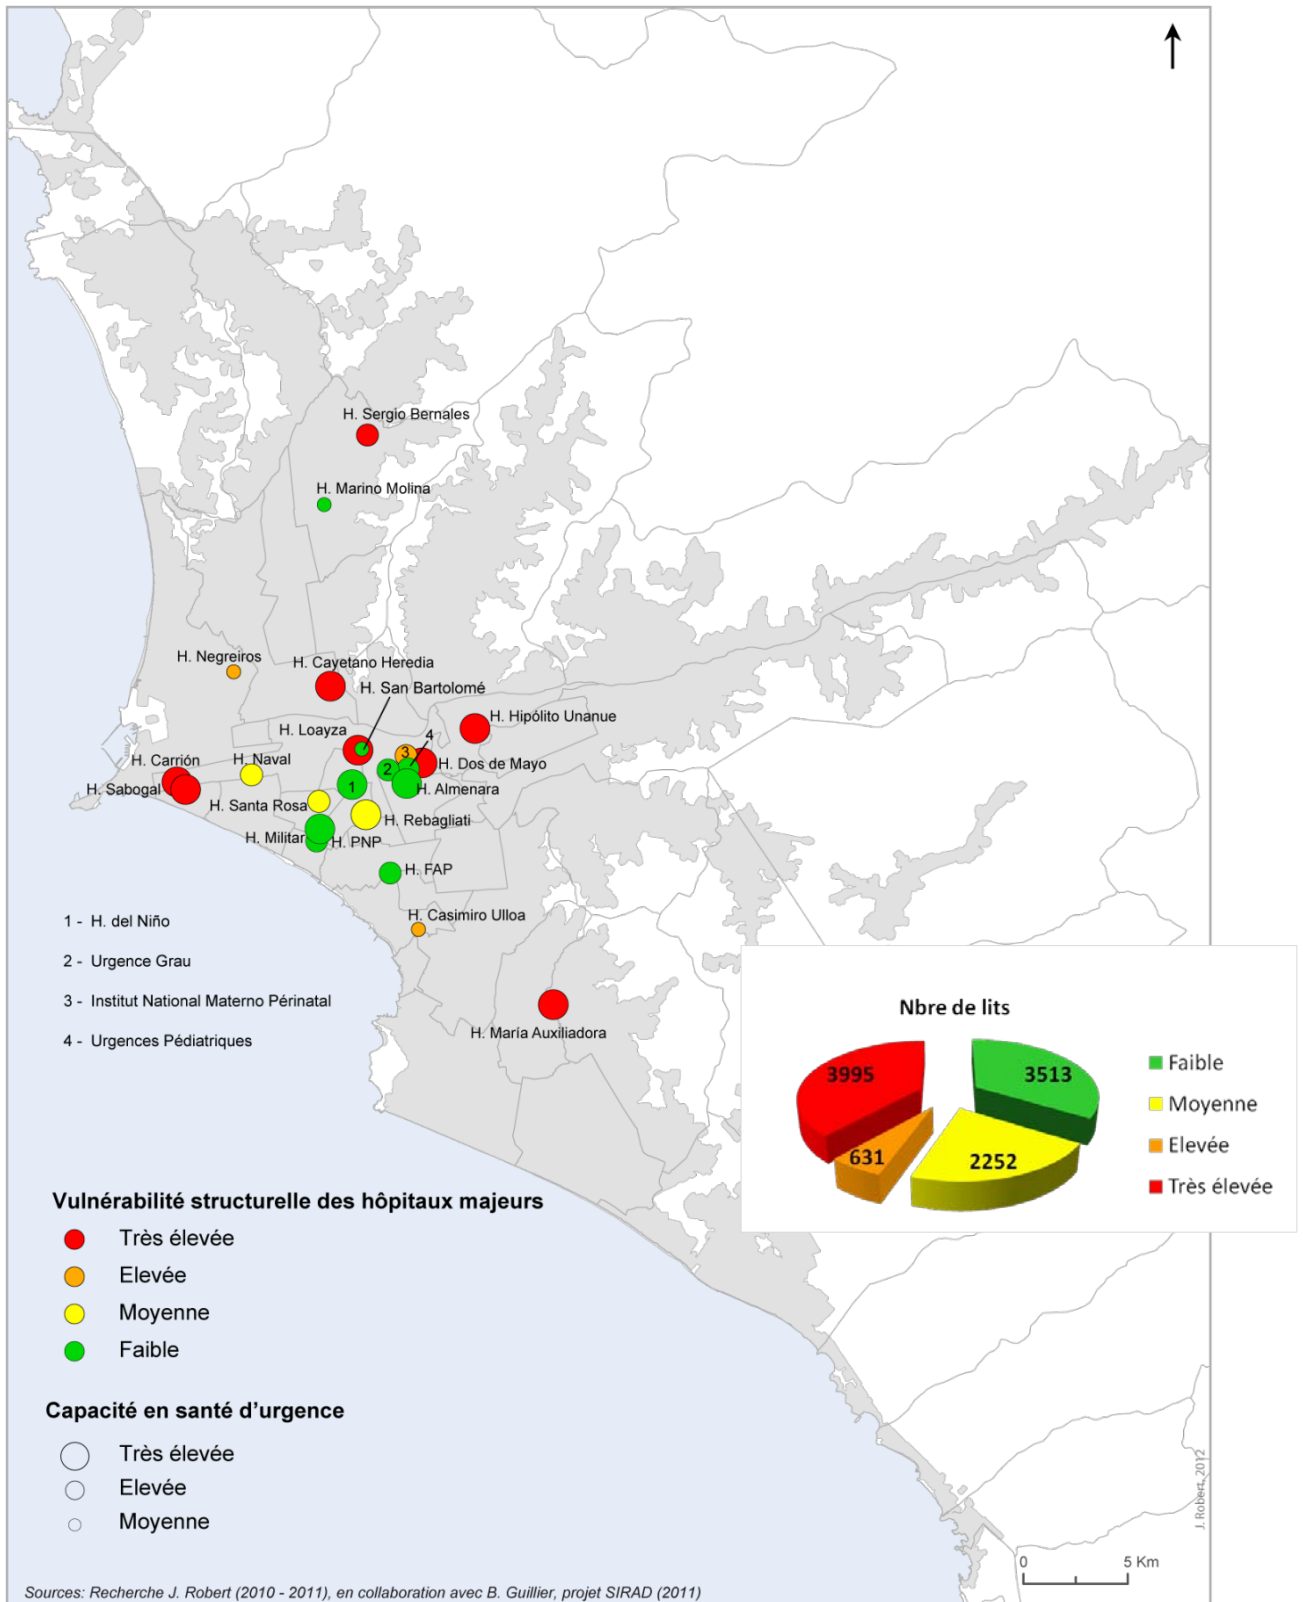 H. Sergio Bernales
H. Marino Molina
H. Negreiros
H. Cayetano Heredia
H. San Bartolomé
H. Hipólito Unanue
H. Loayza
4
3
H. Carrión
H. Naval
2
H. Dos de Mayo
H. Sabogal
1
H. Almenara
H. Santa Rosa
H. Rebagliati
H. Militar
H. PNP
H. FAP
H. Casimiro Ulloa
1 - H. del Niño
2 - Urgence Grau
3 - Institut National Materno Périnatal
4 - Urgences Pédiatriques
H. María Auxiliadora
Nbre de lits
3995
3513
631
2252
Faible
Moyenne
Elevée
Très élevée
Vulnérabilité structurelle des hôpitaux majeurs
Très élevée
Elevée
Moyenne
Faible
Capacité en santé d'urgence
Très élevée
Elevée
Moyenne
J. Robert, 2012
0 5 Km
Sources: Recherche J. Robert (2010 - 2011), en collaboration avec B. Guillier, projet SIRAD (2011)